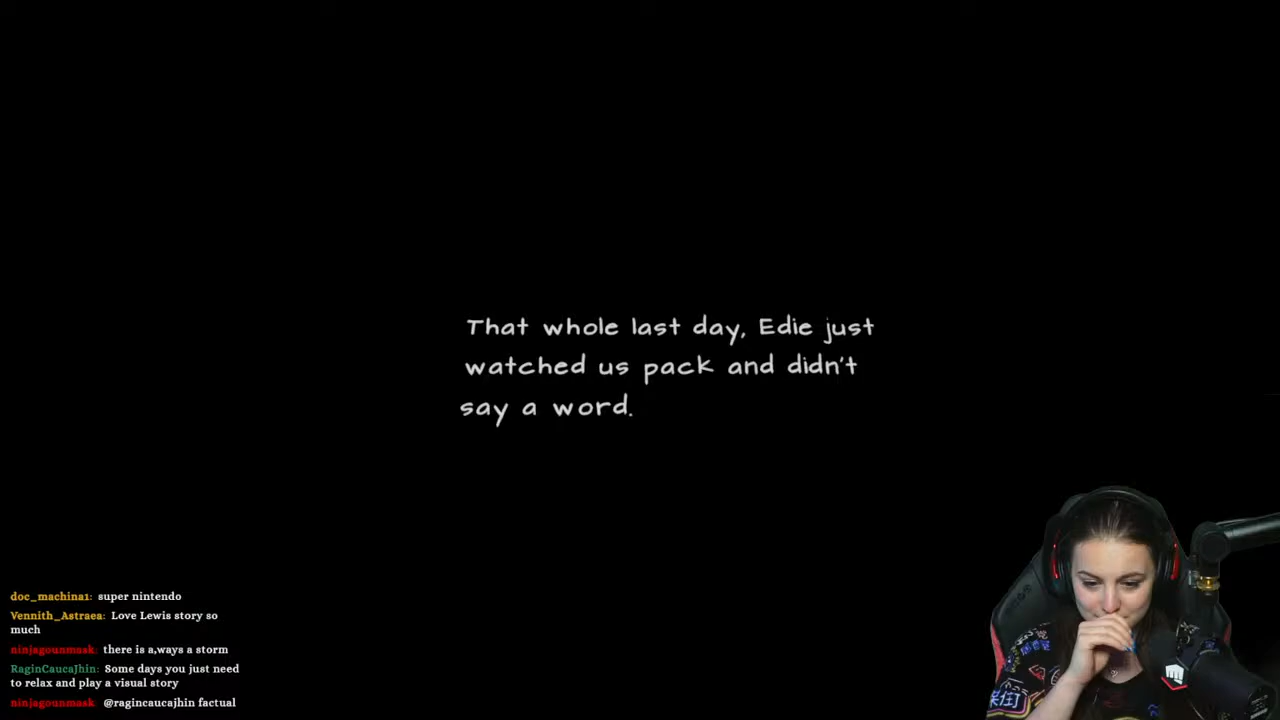 That whole last day, Edie just
watched us pack and didn't
say a word.
doc_machina1: super nintendo
Vennith_Astraea: Love Lewis story so
much
ninjagounmask: there is a,ways a storm
RaginCaucaJhin: Some days you just need
to relax and play a visual story
ninjagounmask: @ragincaucajhin factual